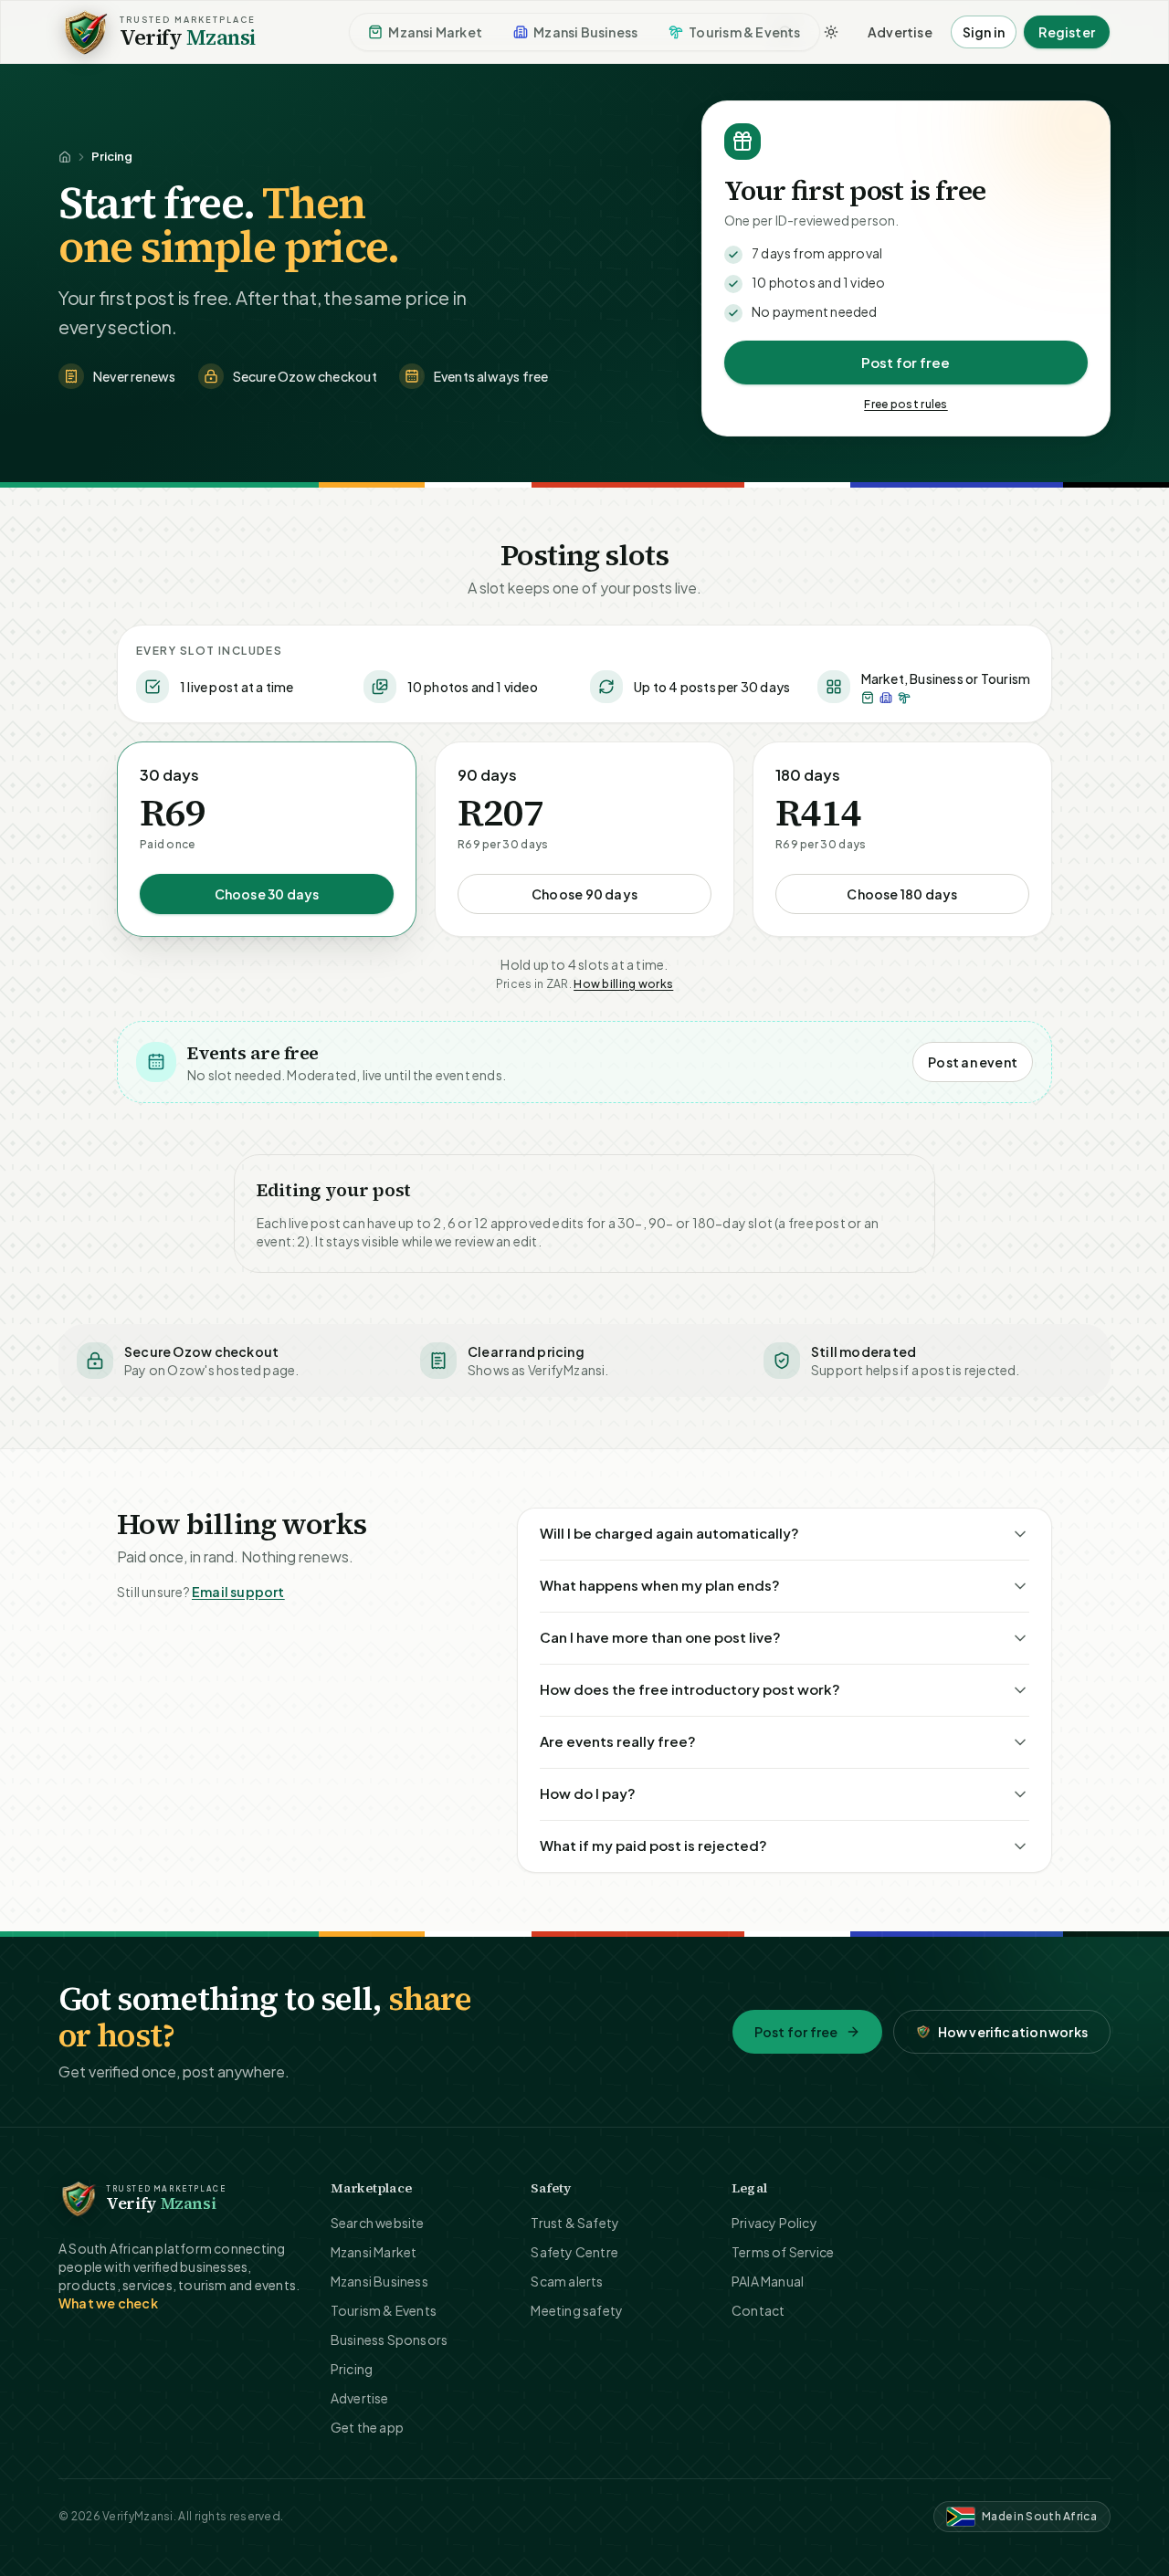 TRUSTED MARKETPLACE
Verify Mzansi
Mzansi Market
Mzansi Business
Tourism & Events
Advertise
Sign in
Register
Pricing
Start free. Then
one simple price.
Your first post is free. After that, the same price in
every section.
Never renews
Secure Ozow checkout
Events always free
Your first post is free
One per ID-reviewed person.
7 days from approval
10 photos and 1 video
No payment needed
Post for free
Free post rules
Posting slots
A slot keeps one of your posts live.
EVERY SLOT INCLUDES
1 live post at a time
10 photos and 1 video
Up to 4 posts per 30 days
Market, Business or Tourism
30 days
R69
Paid once
Choose 30 days
90 days
R207
R69 per 30 days
Choose 90 days
180 days
R414
R69 per 30 days
Choose 180 days
Hold up to 4 slots at a time.
Prices in ZAR. How billing works
Events are free
No slot needed. Moderated, live until the event ends.
Post an event
Editing your post
Each live post can have up to 2, 6 or 12 approved edits for a 30-, 90- or 180-day slot (a free post or an
event: 2). It stays visible while we review an edit.
Secure Ozow checkout
Pay on Ozow's hosted page.
Clear rand pricing
Shows as VerifyMzansi.
Still moderated
Support helps if a post is rejected.
How billing works
Paid once, in rand. Nothing renews.
Still unsure? Email support
Will I be charged again automatically?
What happens when my plan ends?
Can I have more than one post live?
How does the free introductory post work?
Are events really free?
How do I pay?
What if my paid post is rejected?
Got something to sell, share
or host?
Get verified once, post anywhere.
Post for free
How verification works
TRUSTED MARKETPLACE
Verify Mzansi
A South African platform connecting
people with verified businesses,
products, services, tourism and events.
What we check
Marketplace
Search website
Mzansi Market
Mzansi Business
Tourism & Events
Business Sponsors
Pricing
Advertise
Get the app
Safety
Trust & Safety
Safety Centre
Scam alerts
Meeting safety
Legal
Privacy Policy
Terms of Service
PAIA Manual
Contact
© 2026 VerifyMzansi. All rights reserved.
Made in South Africa